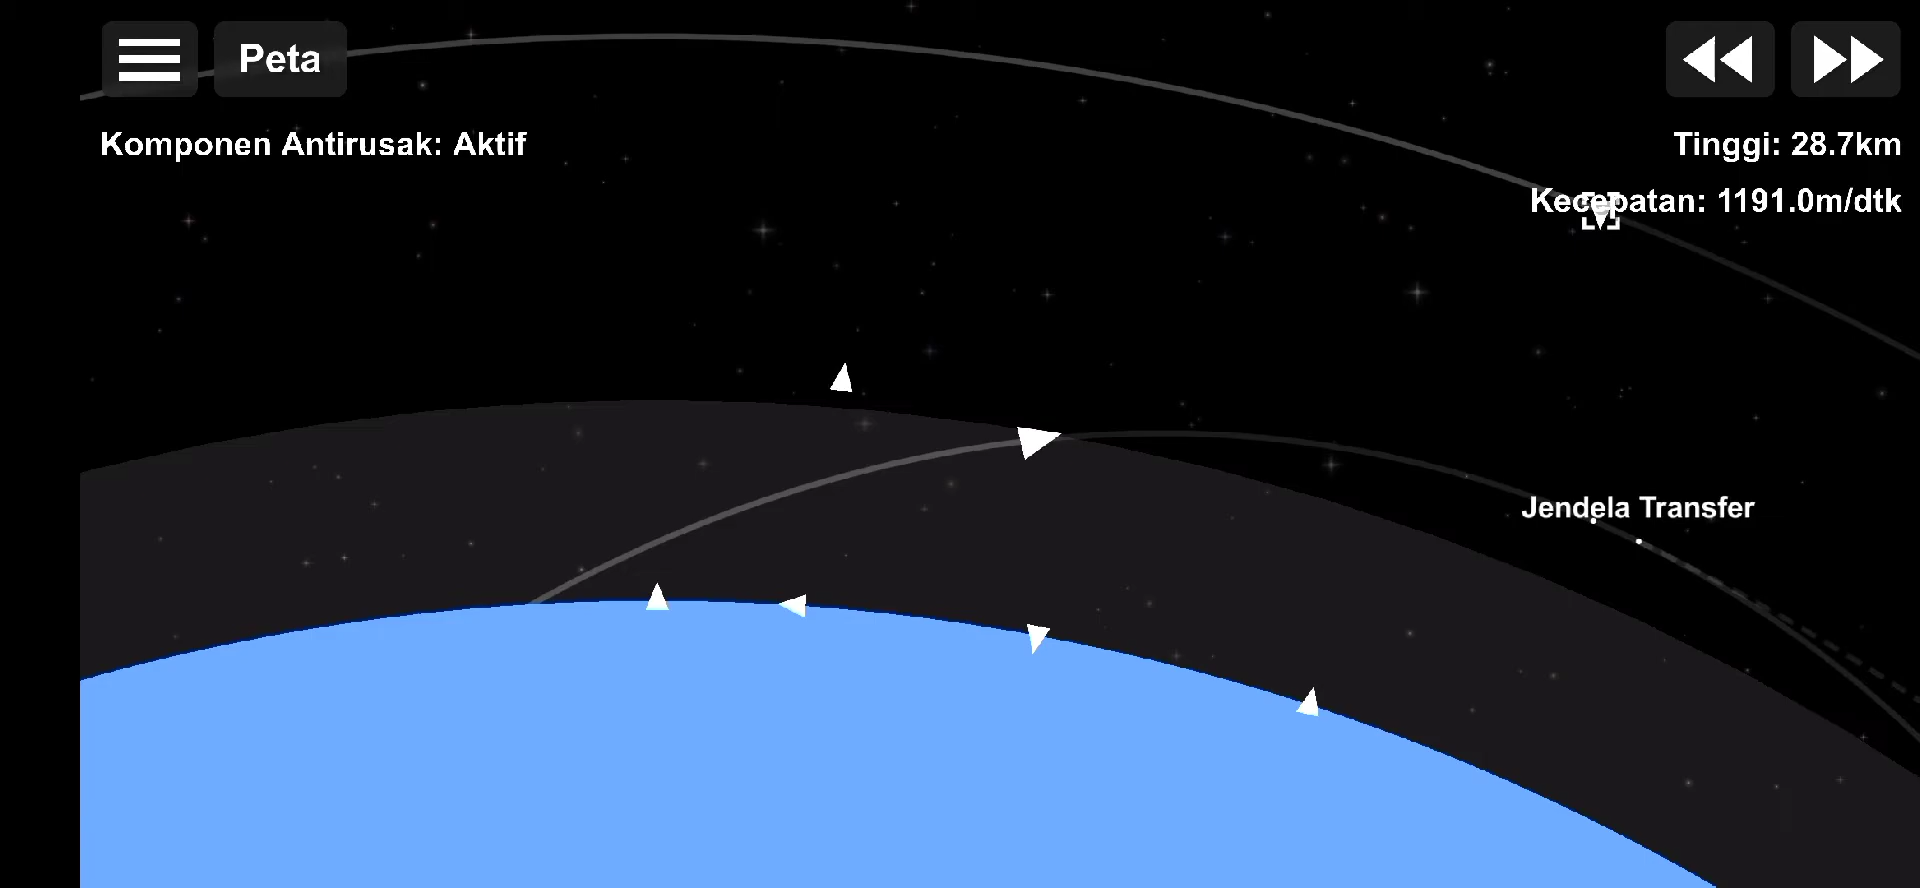 Peta
Komponen Antirusak: Aktif
Tinggi: 28.7km
Kecepatan: 1191.0m/dtk
Jendela Transfer